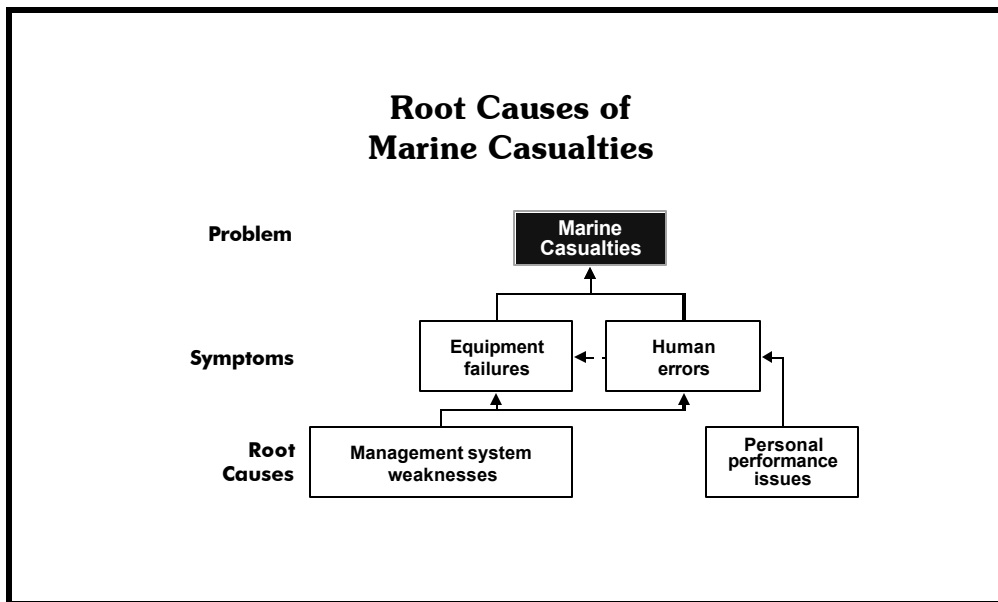 Root Causes of
Marine Casualties
Problem
Marine
Casualties
Symptoms
Equipment
failures
Human
errors
Root
Causes
Management system
weaknesses
Personal
performance
issues